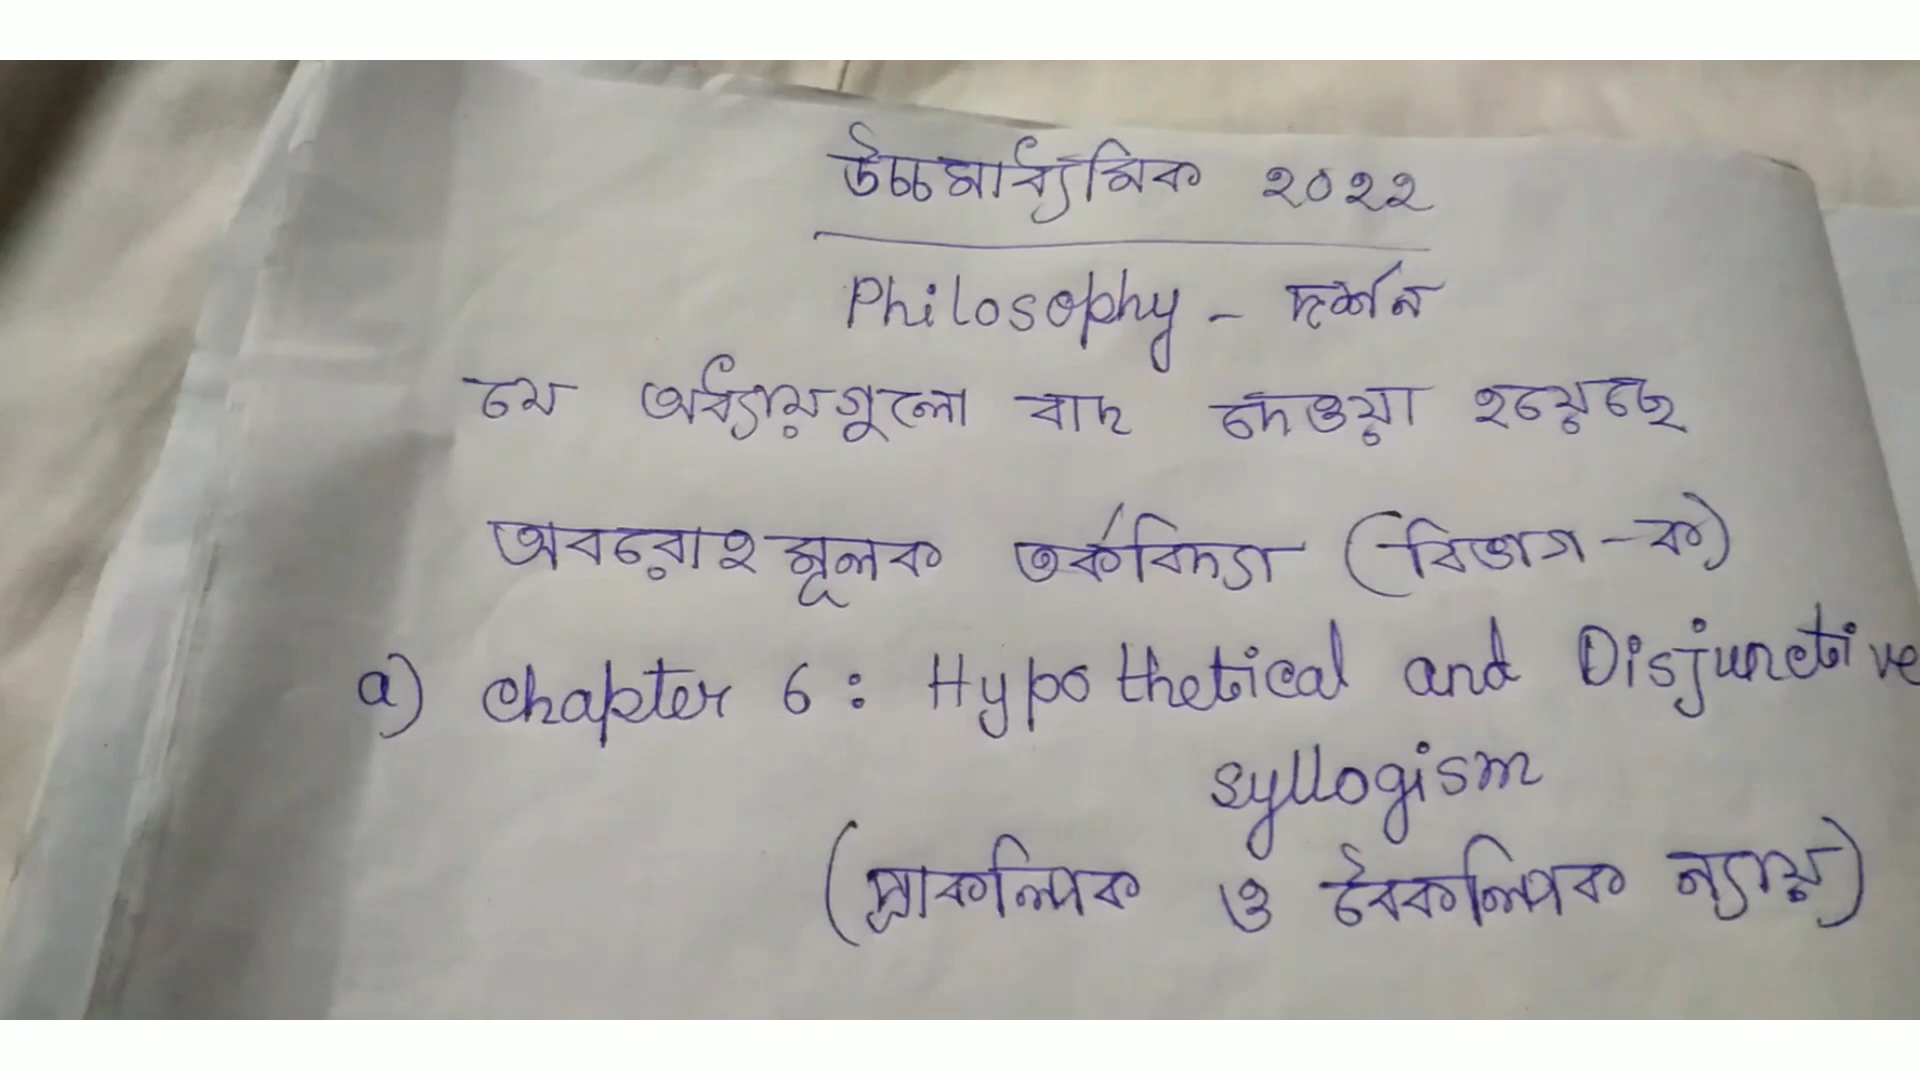 উচ্চমাধ্যমিক ২০২২
Philosophy - দর্শন
যে অধ্যায়গুলো বাদ দেওয়া হয়েছে
অবরোহমূলক তর্কবিদ্যা (বিভাগ-ক)
a) chapter 6: Hypothetical and Disjunctive
syllogism
(প্রাকল্পিক ও বৈকল্পিক ন্যায়)